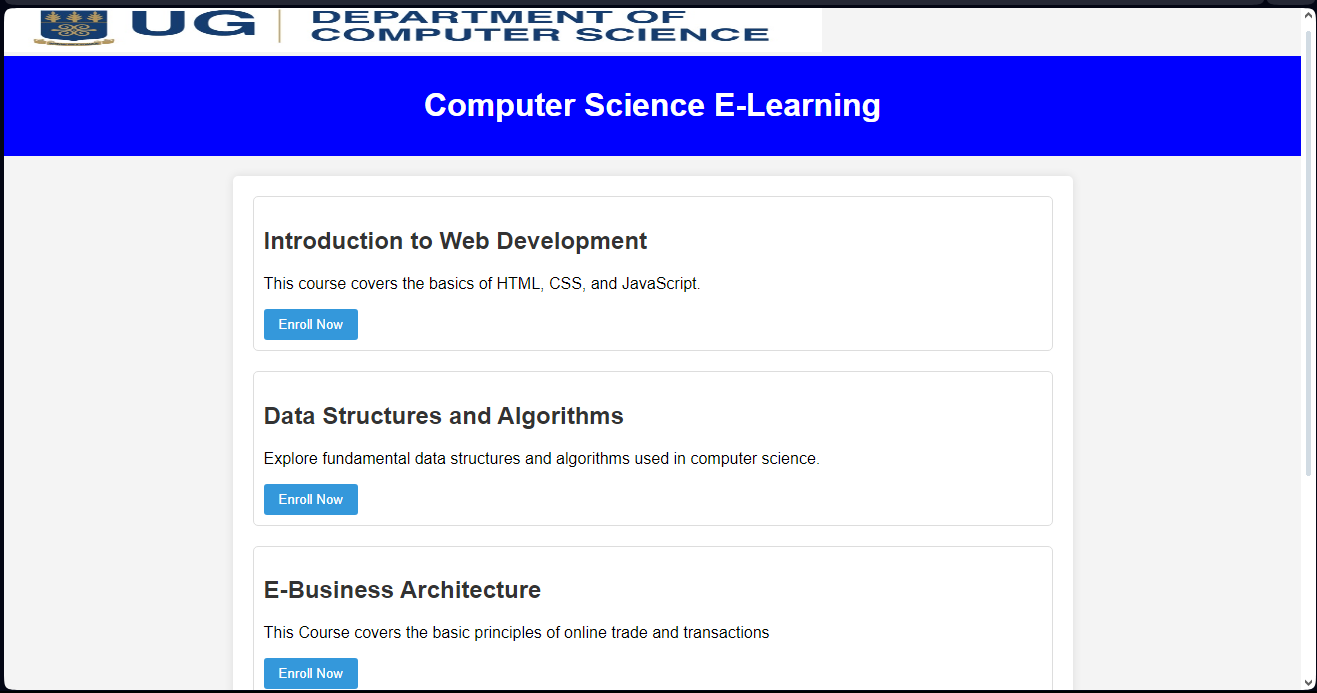 UG
DEPARTMENT OF
COMPUTER SCIENCE
Computer Science E-Learning
Introduction to Web Development
This course covers the basics of HTML, CSS, and JavaScript.
Enroll Now
Data Structures and Algorithms
Explore fundamental data structures and algorithms used in computer science.
Enroll Now
E-Business Architecture
This Course covers the basic principles of online trade and transactions
Enroll Now